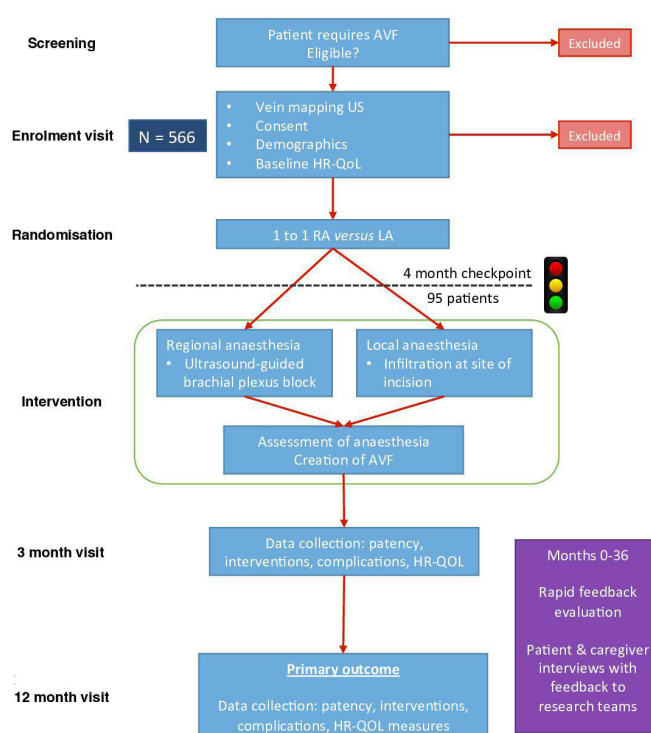 Screening
Patient requires AVF
Eligible?
Excluded
Enrolment visit
N = 566
• Vein mapping US
• Consent
• Demographics
• Baseline HR-QoL
Excluded
Randomisation
1 to 1 RA versus LA
4 month checkpoint
95 patients
Intervention
Regional anaesthesia
• Ultrasound-guided
brachial plexus block
Local anaesthesia
• Infiltration at site of
incision
Assessment of anaesthesia
Creation of AVF
3 month visit
Data collection: patency,
interventions, complications, HR-QOL
Months 0-36
Rapid feedback
evaluation
Patient & caregiver
interviews with
feedback to
research teams
12 month visit
Primary outcome
Data collection: patency, interventions,
complications, HR-QOL measures